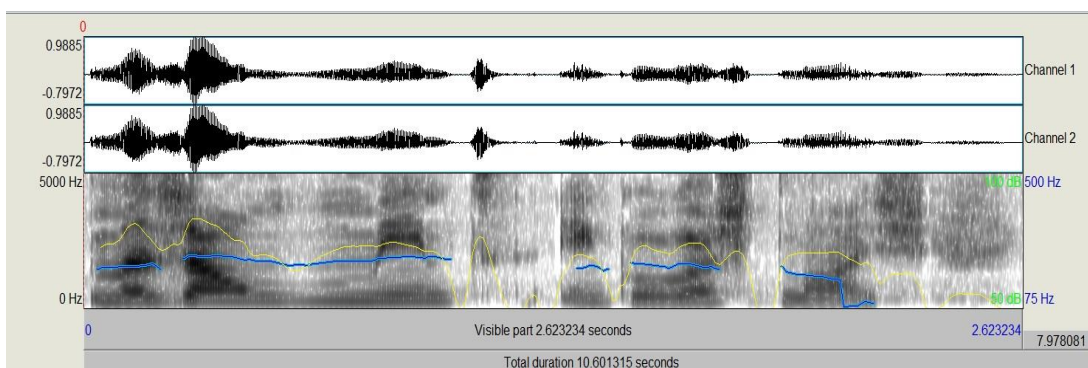 0
0.9885
-0.7972
Channel 1
0.9885
-0.7972
Channel 2
5000 Hz
100 dB 500 Hz
0 Hz
50 dB 75 Hz
0
Visible part 2.623234 seconds
2.623234
7.978081
Total duration 10.601315 seconds